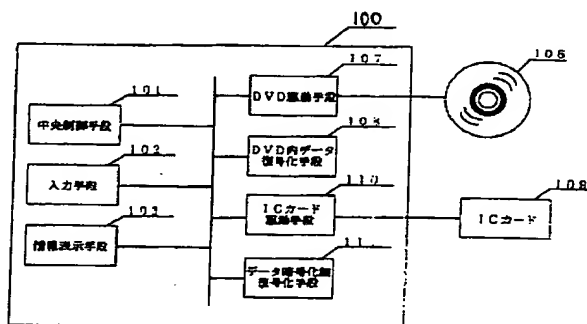 100
107
106
101
DVD駆動手段
中央制御手段
108
102
DVD内データ
復号化手段
入力手段
110
109
103
ICカード
駆動手段
ICカード
情報表示手段
11
データ暗号化鍵
復号化手段